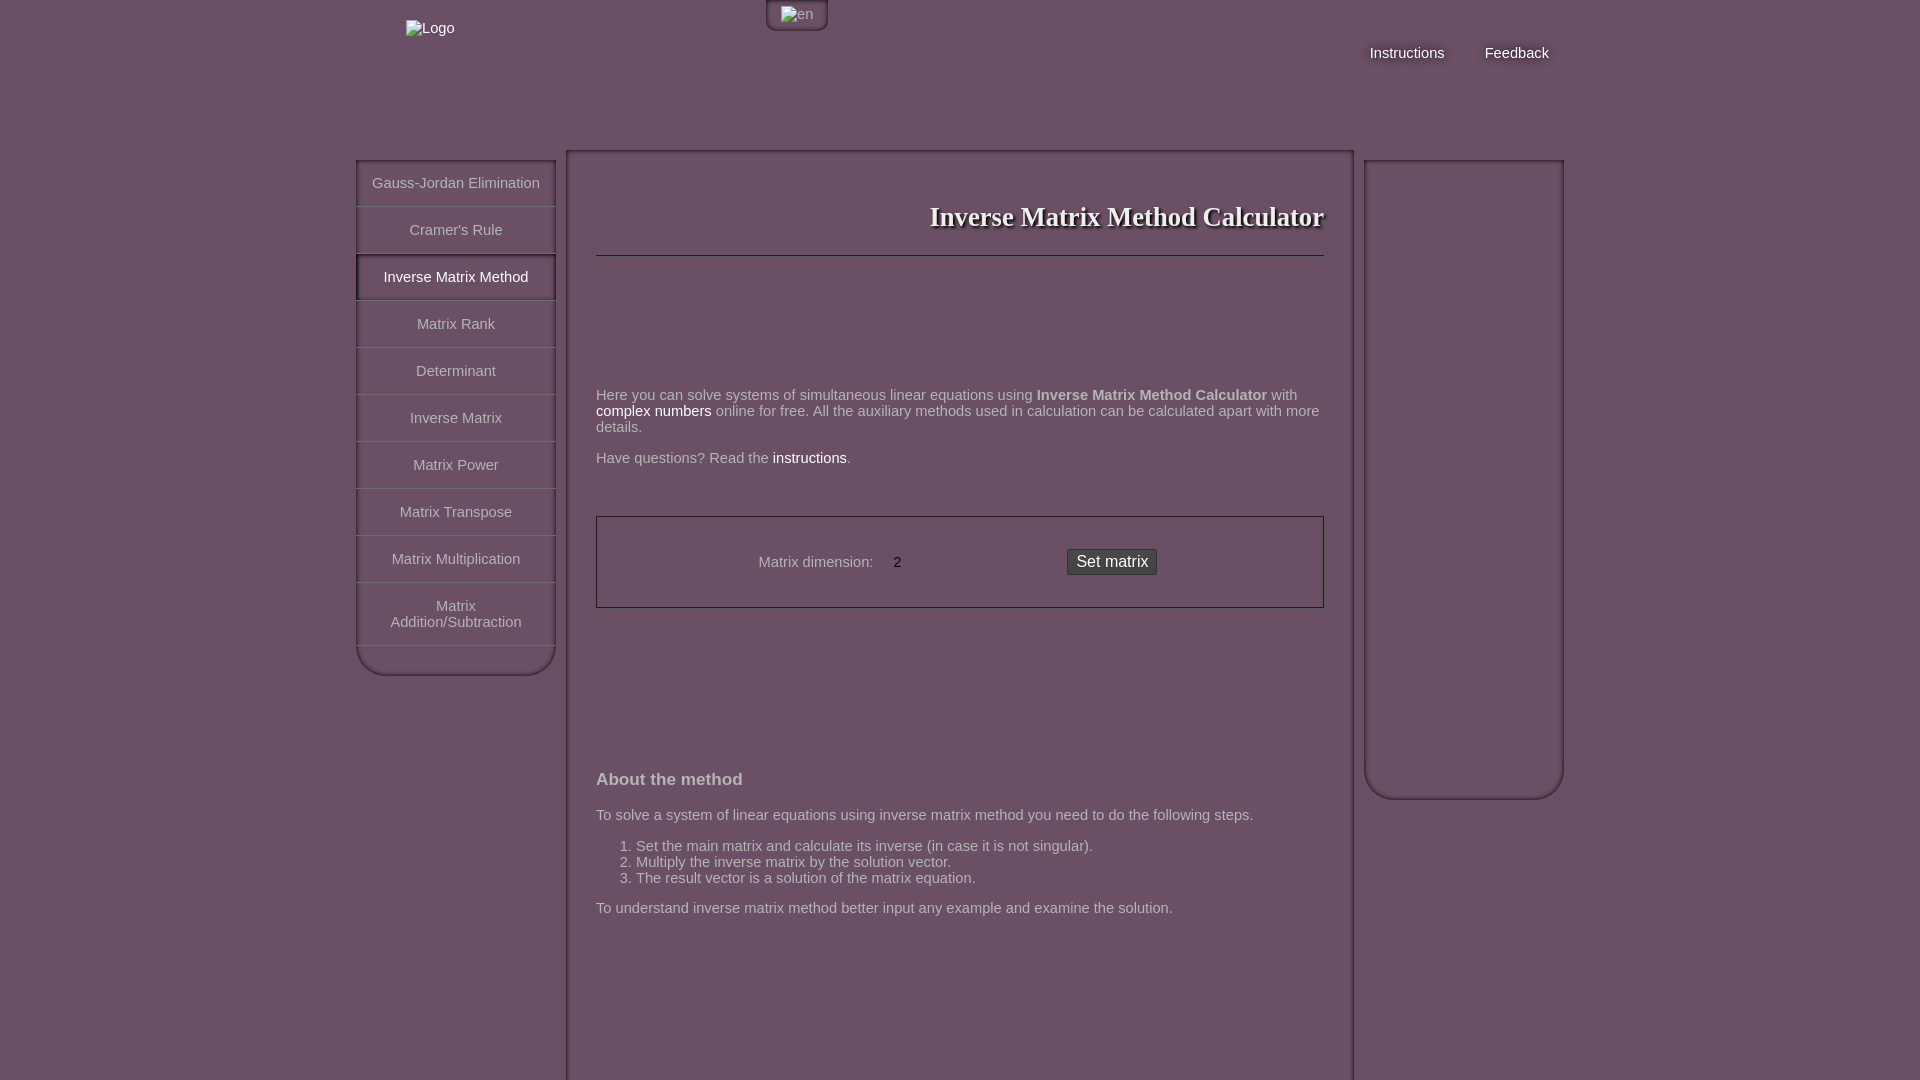 Logo
en
Instructions
Feedback
Gauss-Jordan Elimination
Cramer's Rule
Inverse Matrix Method
Matrix Rank
Determinant
Inverse Matrix
Matrix Power
Matrix Transpose
Matrix Multiplication
Matrix
Addition/Subtraction
Inverse Matrix Method Calculator
Here you can solve systems of simultaneous linear equations using Inverse Matrix Method Calculator with
complex numbers online for free. All the auxiliary methods used in calculation can be calculated apart with more
details.
Have questions? Read the instructions.
Matrix dimension: 2 Set matrix
About the method
To solve a system of linear equations using inverse matrix method you need to do the following steps.
1. Set the main matrix and calculate its inverse (in case it is not singular).
2. Multiply the inverse matrix by the solution vector.
3. The result vector is a solution of the matrix equation.
To understand inverse matrix method better input any example and examine the solution.